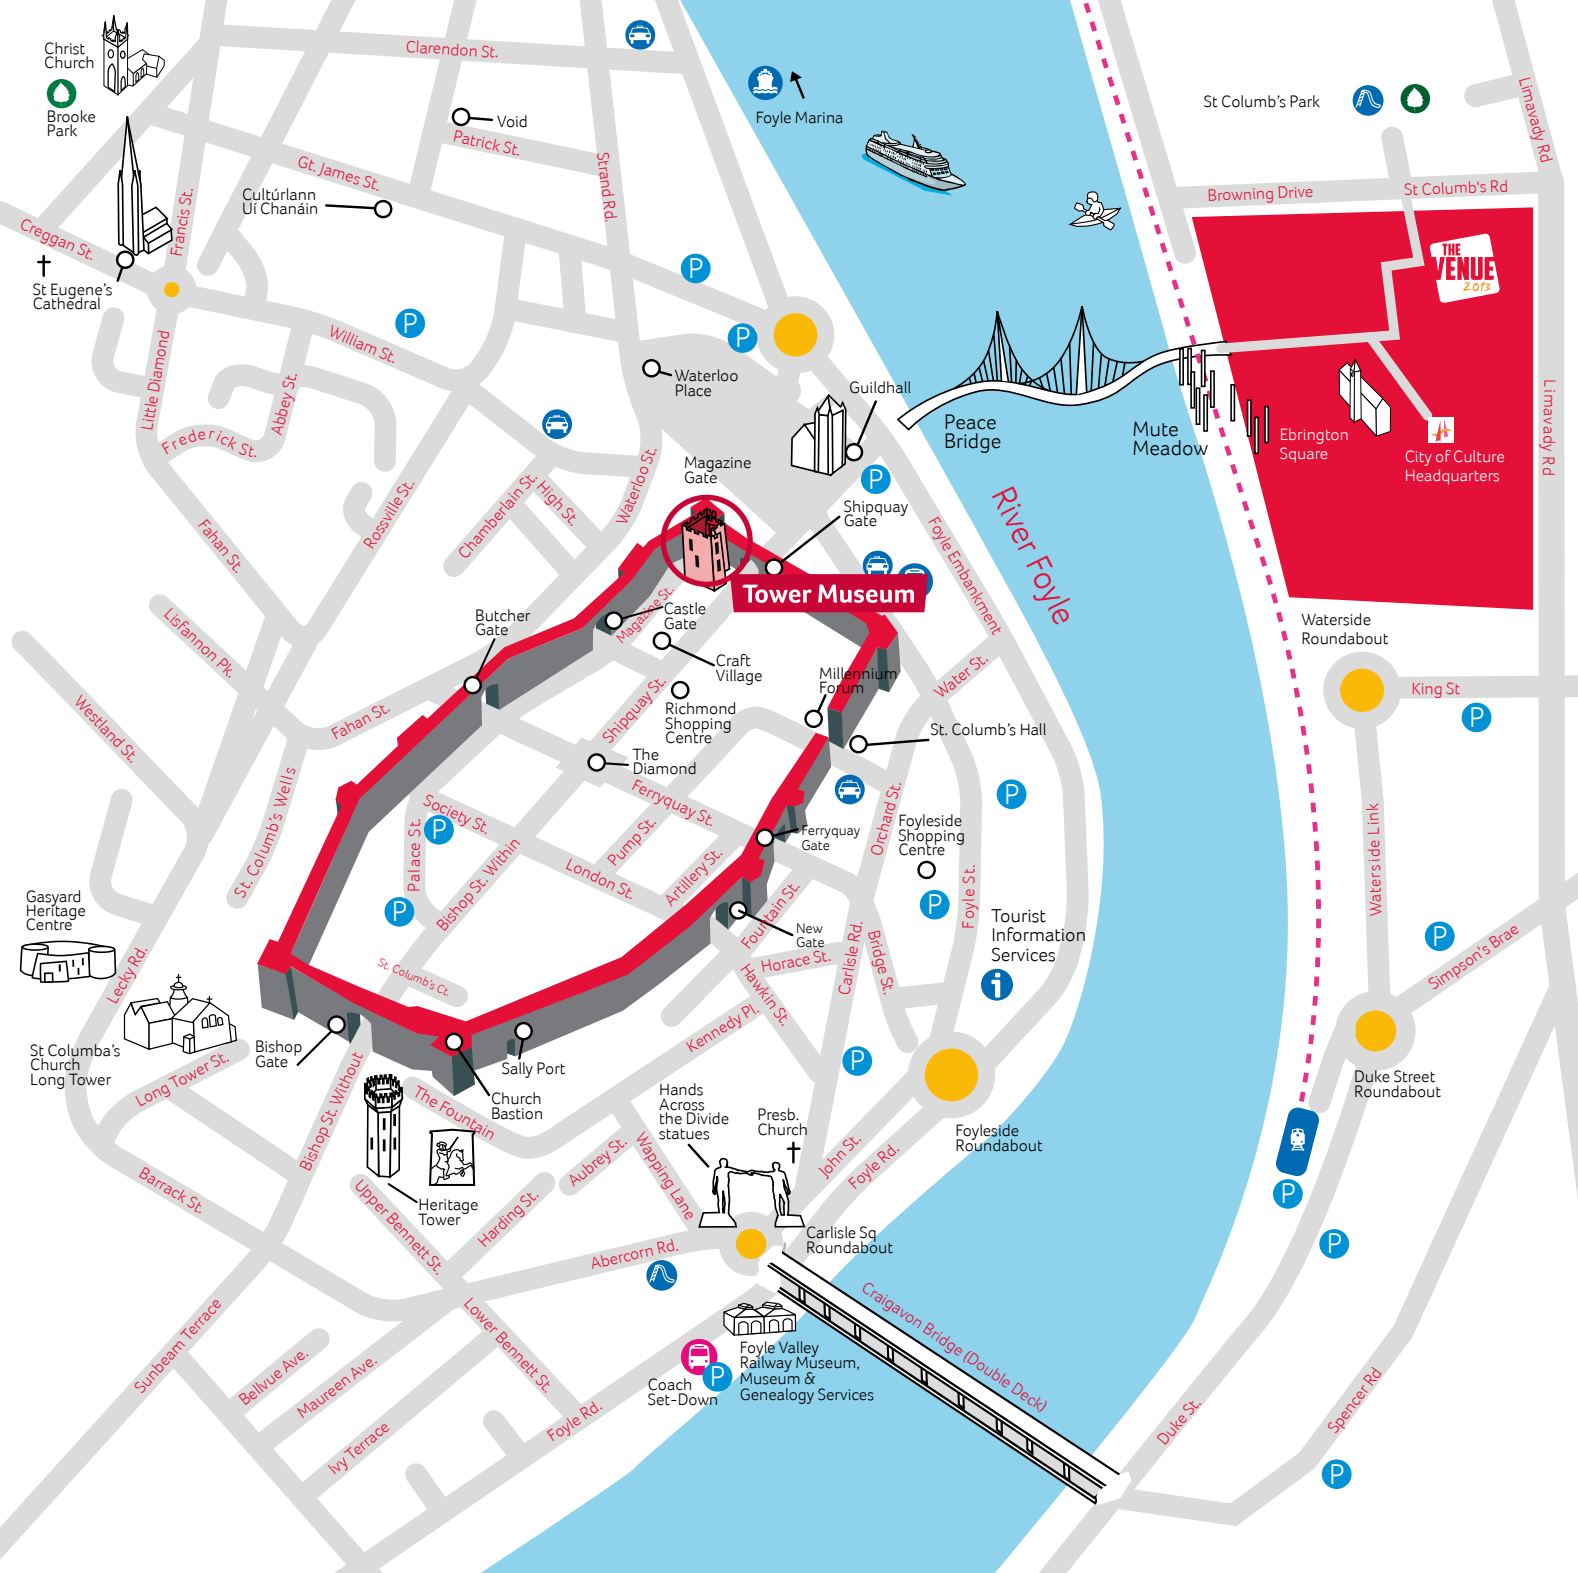 Christ
Church
Brooke
Park
Clarendon St.
Void
Patrick St.
Gt. James St.
Cultúrlann
Uí Chanáin
Strand Rd.
Francis St.
Creggan St.
St Eugene's
Cathedral
Foyle Marina
St Columb's Park
Limavady Rd
Browning Drive
St Columb's Rd
THE
VENUE
2013
P
P
P
William St.
Little Diamond
Abbey St.
Frederick St.
Waterloo
Place
Guildhall
Peace
Bridge
Mute
Meadow
Ebrington
Square
City of Culture
Headquarters
Limavady Rd
Magazine
Gate
P
Shipquay
Gate
Waterloo St.
High St.
Chamberlain St.
Rossville St.
Fahan St.
Foyle Embankment
River Foyle
Tower Museum
Magazine St.
Castle
Gate
Craft
Village
Butcher
Gate
Lisfannon Pk.
Richmond
Shopping
Centre
Shipquay St.
Millennium
Forum
Water St.
St. Columb's Hall
Waterside
Roundabout
King St
P
Westland St.
Fahan St.
The
Diamond
Ferryquay St.
St. Columb's Wells
Society St.
P
Palace St.
Bishop St. Within
London St.
Pump St.
Artillery St.
Ferryquay
Gate
Orchard St.
Foyleside
Shopping
Centre
P
P
P
Foyle St.
Waterside Link
Gasyard
Heritage
Centre
Fountain St.
New
Gate
Tourist
Information
Services
i
P
Simpson's Brae
Lecky Rd.
St. Columb's Ct.
Horace St.
Hawkin St.
Carlisle Rd.
Bridge St.
Kennedy Pl.
St Columba's
Church
Long Tower
Bishop
Gate
Sally Port
Church
Bastion
P
Long Tower St.
Bishop St. Without
The Fountain
Hands
Across
the Divide
statues
Presb.
Church
Foyleside
Roundabout
Duke Street
Roundabout
Barrack St.
Heritage
Tower
Upper Bennett St.
Harding St.
Aubrey St.
Wapping Lane
John St.
Foyle Rd.
P
P
Carlisle Sq
Roundabout
Abercorn Rd.
Craigavon Bridge (Double Deck)
Sunbeam Terrace
Bellvue Ave.
Maureen Ave.
Ivy Terrace
Lower Bennett St.
Foyle Rd.
Coach
Set-Down
P
Foyle Valley
Railway Museum,
Museum &
Genealogy Services
Duke St.
Spencer Rd
P